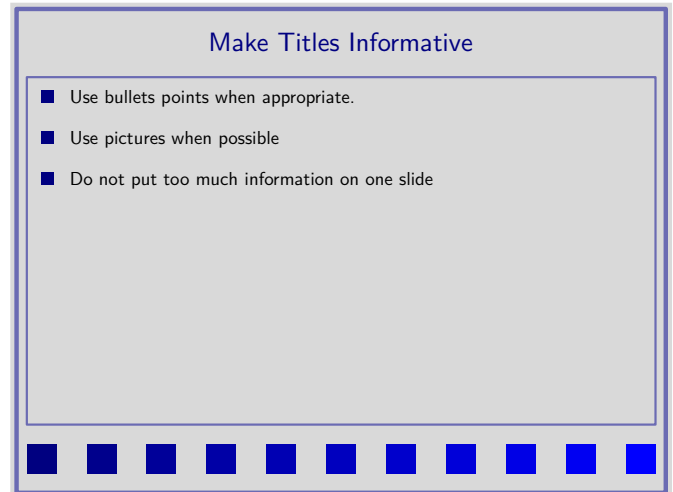 Make Titles Informative
Use bullets points when appropriate.
Use pictures when possible
Do not put too much information on one slide